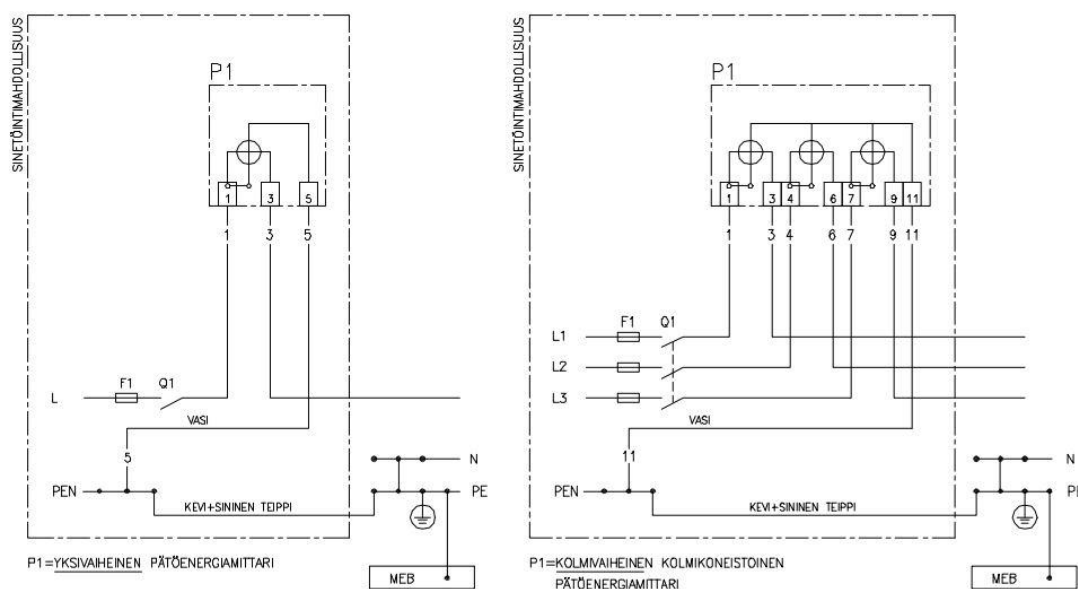 SINETÖINTIMAHDOLLISUUS
P1
1 3 5
1 3 5
F1 Q1
L
VASI
5
N
PEN
PE
KEVI+SININEN TEIPPI
P1=YKSIVAIHEINEN PÄTÖENERGIAMITTARI
MEB
SINETÖINTIMAHDOLLISUUS
P1
1 3 4 6 7 9 11
1 3 4 6 7 9 11
F1 Q1
L1
L2
L3
VASI
11
N
PEN
PE
KEVI+SININEN TEIPPI
P1=KOLMIVAIHEINEN KOLMIKONEISTOINEN
PÄTÖENERGIAMITTARI
MEB